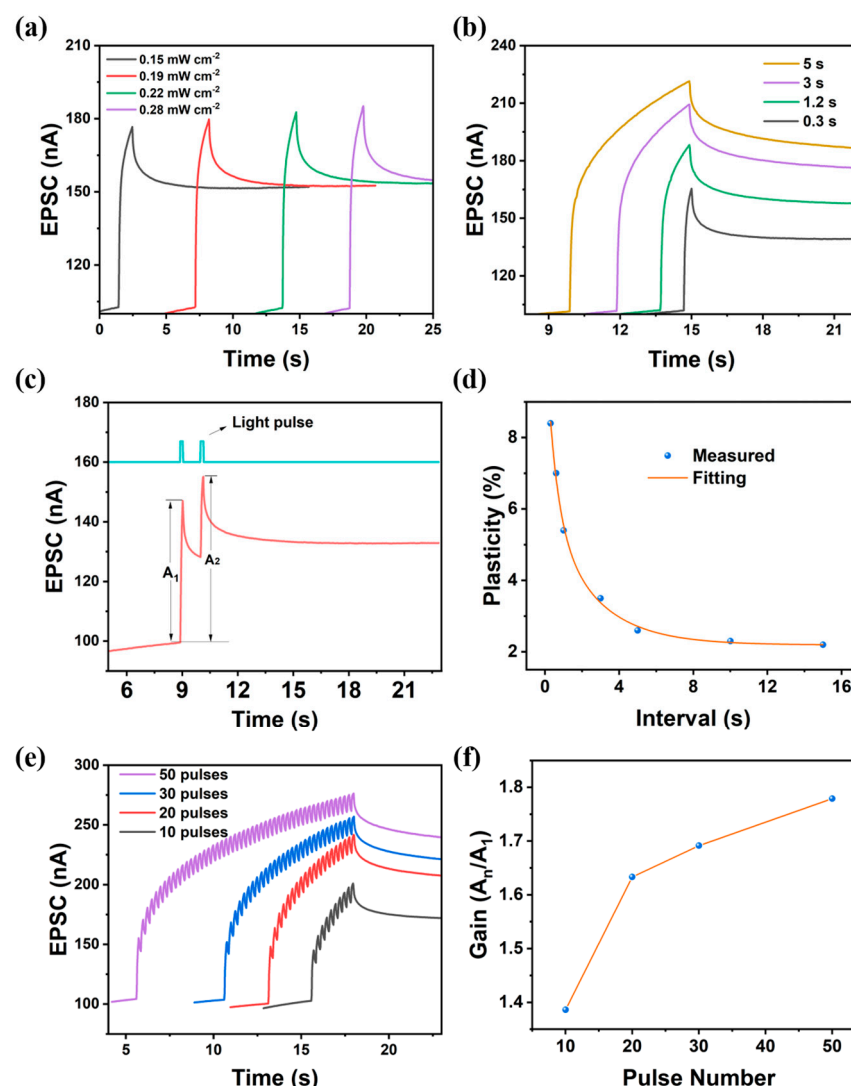 (a)
0.15 mW cm⁻²
0.19 mW cm⁻²
0.22 mW cm⁻²
0.28 mW cm⁻²
210
180
150
120
EPSC (nA)
0 5 10 15 20 25
Time (s)
(b)
5 s
3 s
1.2 s
0.3 s
240
210
180
150
120
EPSC (nA)
9 12 15 18 21
Time (s)
(c)
Light pulse
A₁
A₂
180
160
140
120
100
EPSC (nA)
6 9 12 15 18 21
Time (s)
(d)
Measured
Fitting
8
6
4
2
Plasticity (%)
0 4 8 12 16
Interval (s)
(e)
50 pulses
30 pulses
20 pulses
10 pulses
300
250
200
150
100
EPSC (nA)
5 10 15 20
Time (s)
(f)
1.8
1.7
1.6
1.5
1.4
Gain (Aₙ/A₁)
10 20 30 40 50
Pulse Number